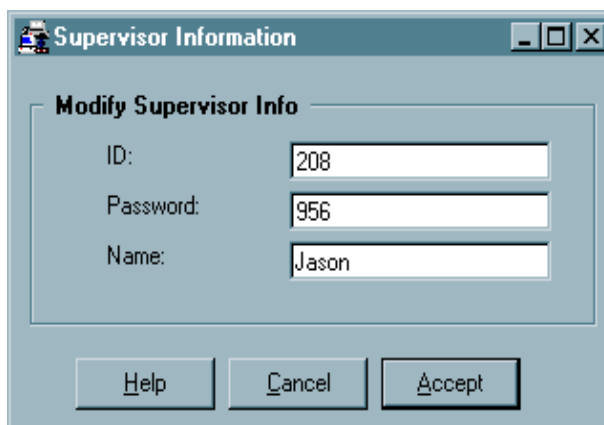 Supervisor Information
Modify Supervisor Info
ID: 208
Password: 956
Name: Jason
Help Cancel Accept